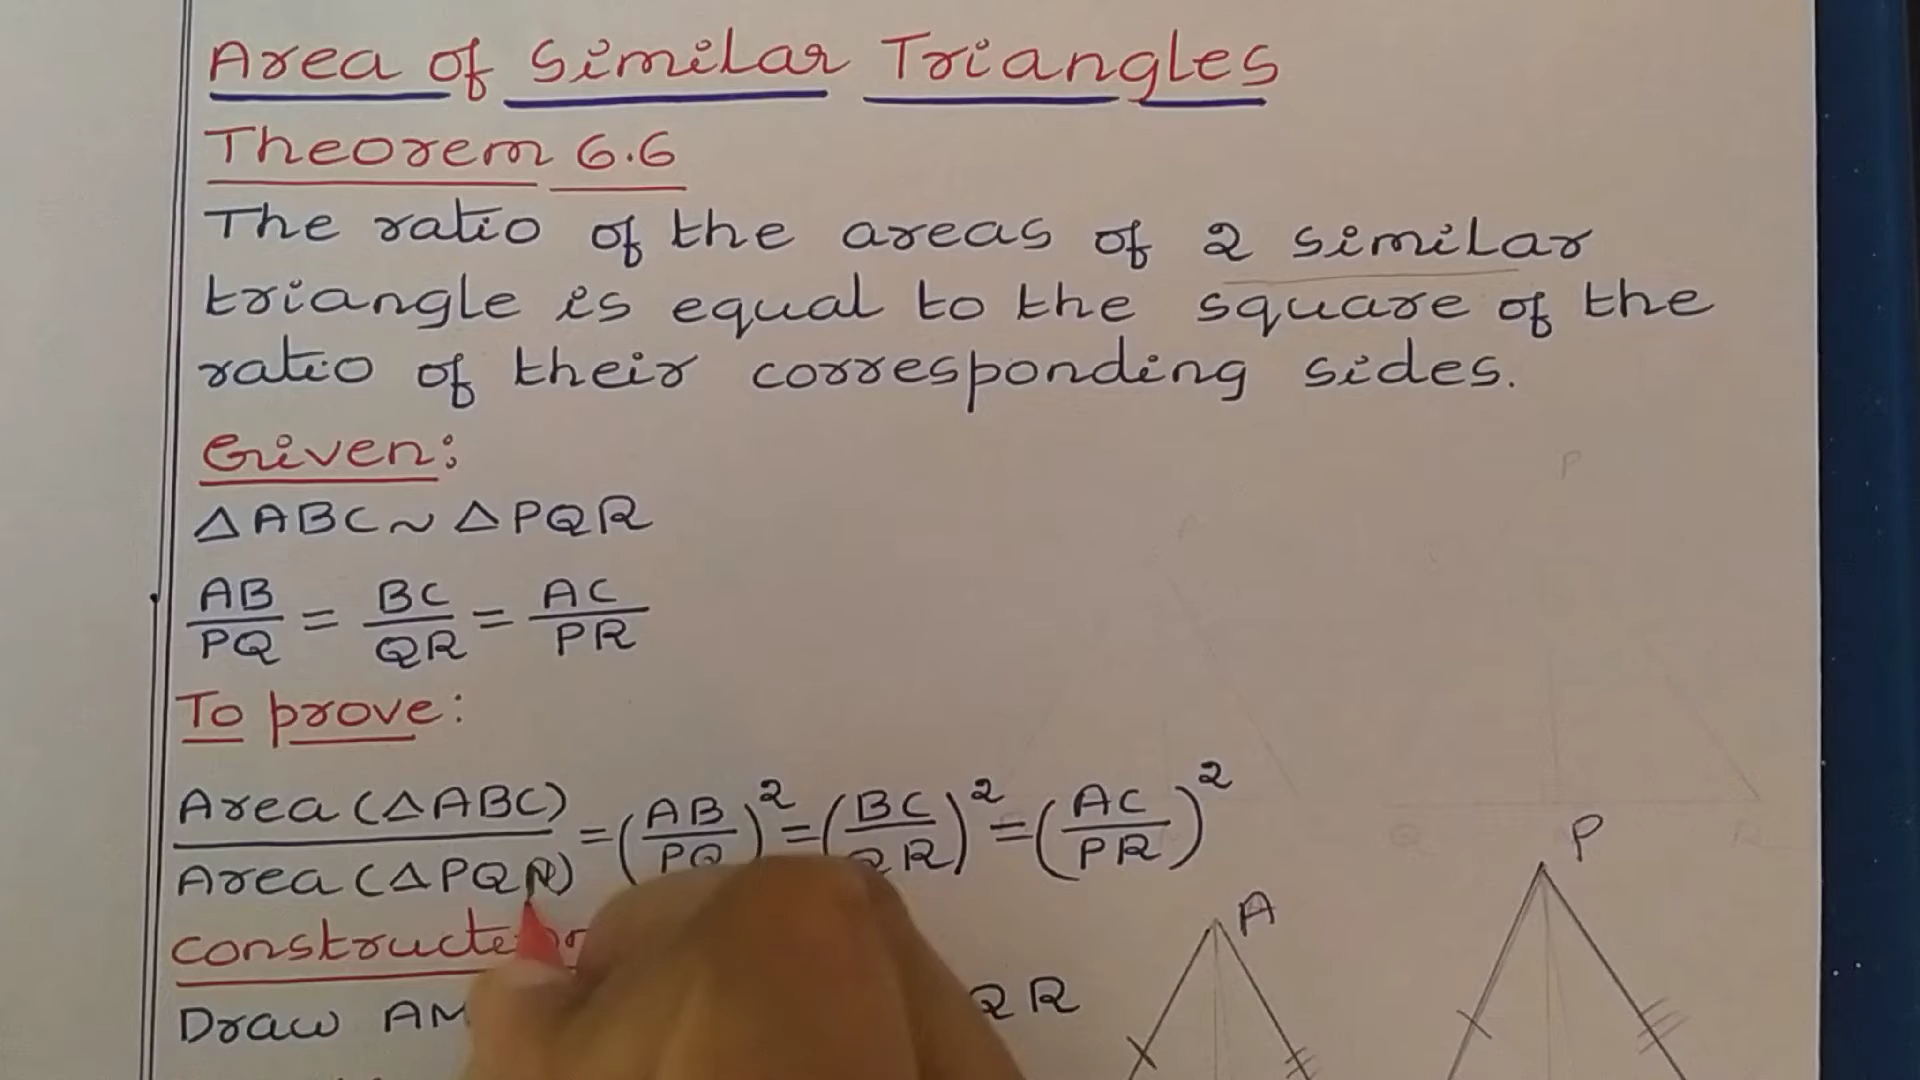 Area of Similar Triangles
Theorem 6.6
The ratio of the areas of 2 similar
triangle is equal to the square of the
ratio of their corresponding sides.
Given:
△ABC ~ △PQR
AB/PQ = BC/QR = AC/PR
To prove:
Area (△ABC)/Area (△PQR) = (AB/PQ)² = (BC/QR)² = (AC/PR)²
Construction
Draw AM QR
A
P
P
Q
R